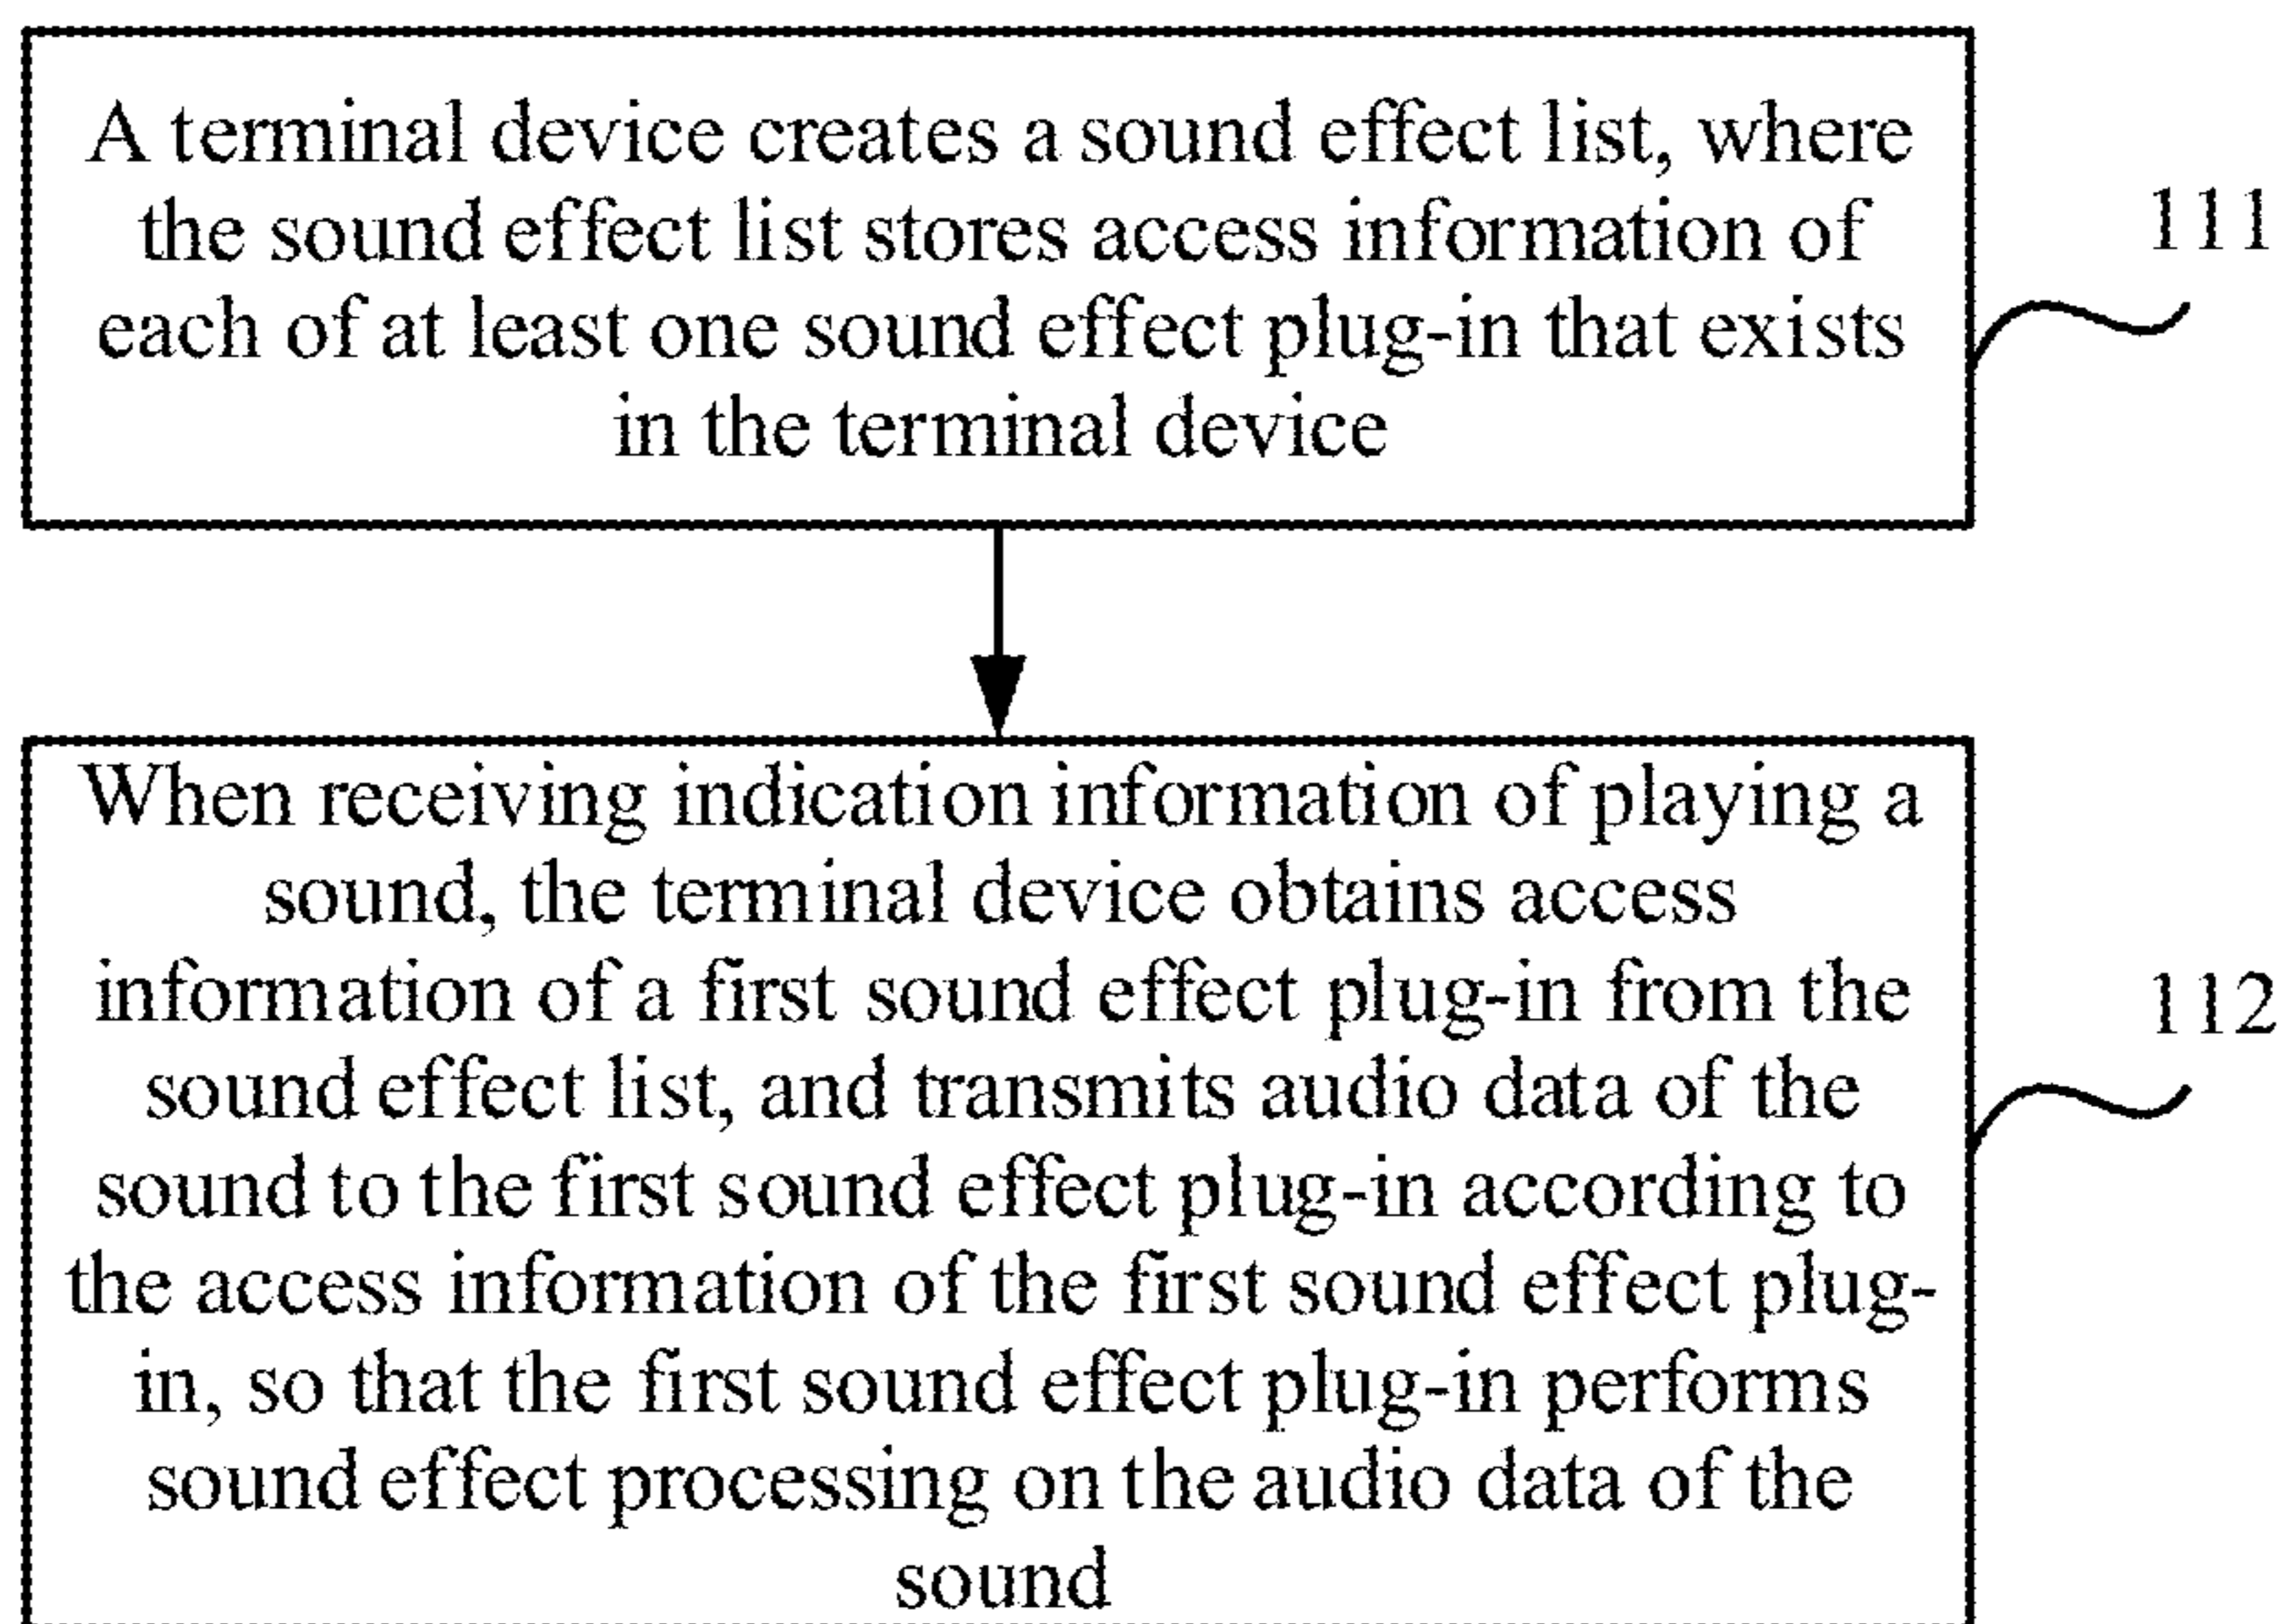 A terminal device creates a sound effect list, where
the sound effect list stores access information of
each of at least one sound effect plug-in that exists
in the terminal device
111
When receiving indication information of playing a
sound, the terminal device obtains access
information of a first sound effect plug-in from the
sound effect list, and transmits audio data of the
sound to the first sound effect plug-in according to
the access information of the first sound effect plug-
in, so that the first sound effect plug-in performs
sound effect processing on the audio data of the
sound
112